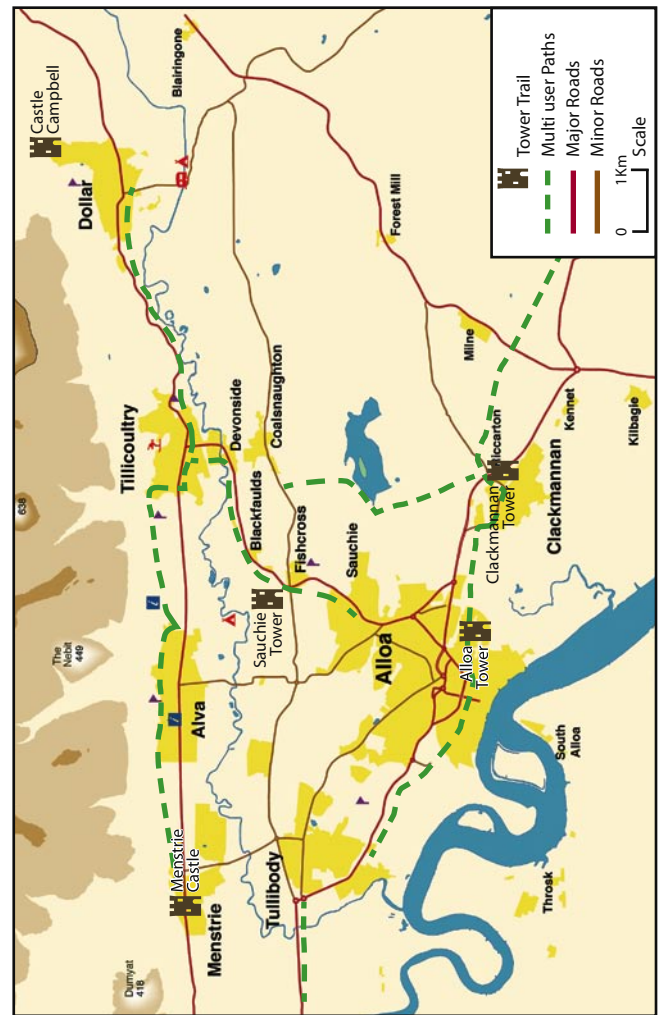 Castle
Campbell
Blairingone
Dollar
Forest Mill
Tillicoultry
Devonside
Coalsnaughton
Milne
Kennet
Kilbagie
638
Blackfaulds
Fishcross
Sauchie
Clackmannan
Tower
Clackmannan
The
Nebit
449
Sauchie
Tower
Alloa
Alloa
Tower
Alva
South
Alloa
Menstrie
Castle
Menstrie
Tullibody
Throsk
Dumyat
418
Tower Trail
Multi user Paths
Major Roads
Minor Roads
0 1Km
Scale